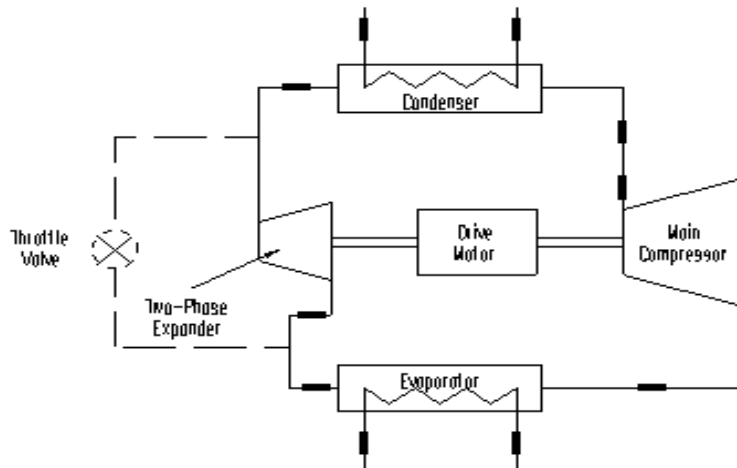 Condenser
Throttle
Valve
Drive
Motor
Main
Compressor
Two-Phase
Expander
Evaporator